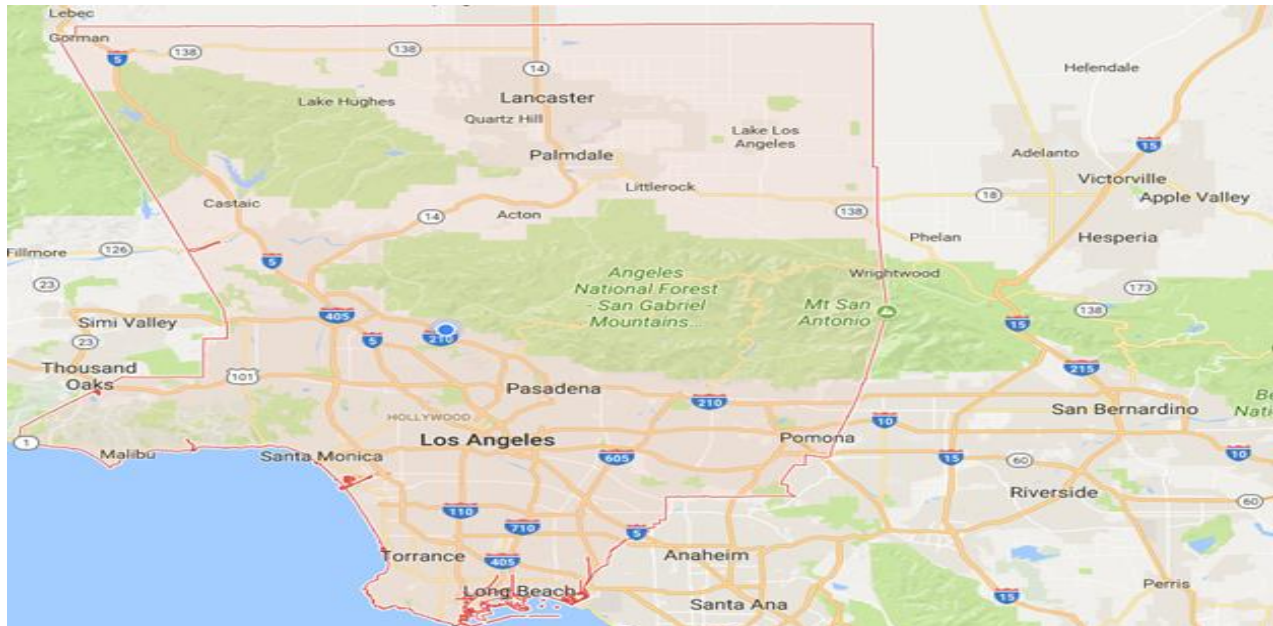 Lebec
Gorman
5
138
138
14
Helendale
Lake Hughes
Lancaster
Quartz Hill
Lake Los
Angeles
15
Adelanto
Palmdale
Victorville
Littlerock
18
Apple Valley
Castaic
14
Acton
138
Phelan
Hesperia
Fillmore
126
5
Wrightwood
23
Angeles
National Forest
- San Gabriel
Mountains...
173
Mt San
Antonio
138
Simi Valley
405
15
23
5
210
Thousand
Oaks
101
215
Pasadena
210
San Bernardino
HOLLYWOOD
10
1
Los Angeles
Pomona
Malibu
Santa Monica
605
15
60
10
Riverside
60
110
710
5
Torrance
405
Anaheim
Long Beach
Perris
15
Santa Ana